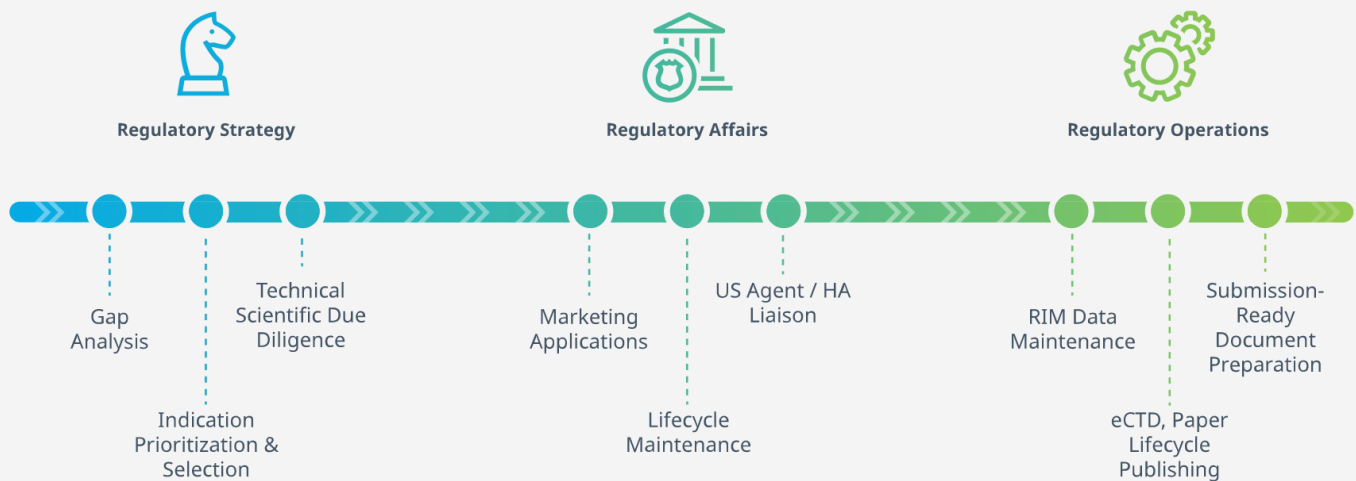 Regulatory Strategy
Regulatory Affairs
Regulatory Operations
Gap
Analysis
Indication
Prioritization &
Selection
Technical
Scientific Due
Diligence
Marketing
Applications
Lifecycle
Maintenance
US Agent / HA
Liaison
RIM Data
Maintenance
eCTD, Paper
Lifecycle
Publishing
Submission-
Ready
Document
Preparation